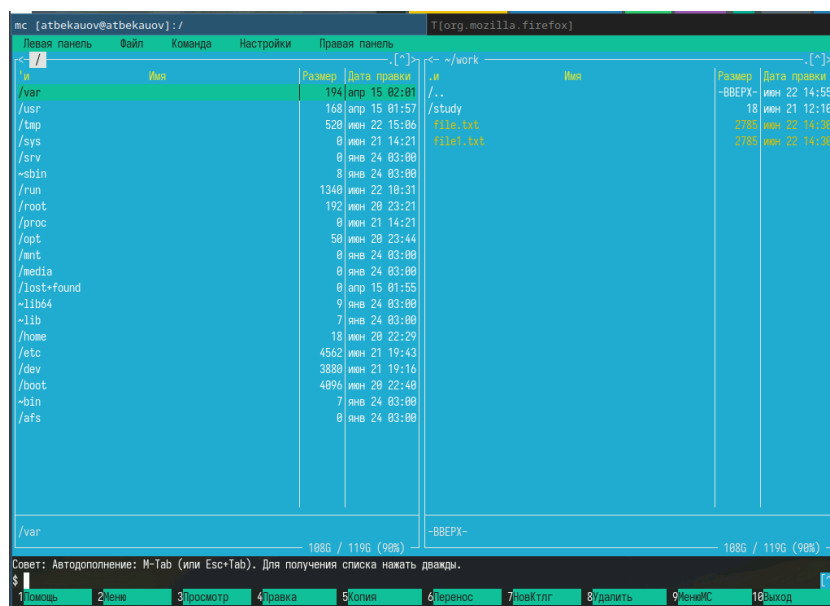 mc [atbekauov@atbekauov]:/ T[org.mozilla.firefox]
Левая панель Файл Команда Настройки Правая панель
<- / .[^]> <- ~/work .[^]>
'и Имя Размер Дата правки .и Имя Размер Дата правки
/var 194 апр 15 02:01 /.. -ВВЕРХ- июн 22 14:55
/usr 168 апр 15 01:57 /study 18 июн 21 12:10
/tmp 520 июн 22 15:06 file.txt 2785 июн 22 14:30
/sys 0 июн 21 14:21 file1.txt 2785 июн 22 14:30
/srv 0 янв 24 03:00
~sbin 8 янв 24 03:00
/run 1340 июн 22 10:31
/root 192 июн 20 23:21
/proc 0 июн 21 14:21
/opt 50 июн 20 23:44
/mnt 0 янв 24 03:00
/media 0 янв 24 03:00
/lost+found 0 апр 15 01:55
~lib64 9 янв 24 03:00
~lib 7 янв 24 03:00
/home 18 июн 20 22:29
/etc 4562 июн 21 19:43
/dev 3880 июн 21 19:16
/boot 4096 июн 20 22:40
~bin 7 янв 24 03:00
/afs 0 янв 24 03:00
/var -ВВЕРХ-
108G / 119G (90%) 108G / 119G (90%)
Совет: Автодополнение: M-Tab (или Esc+Tab). Для получения списка нажать дважды.
$ [^
1Помощь 2Меню 3Просмотр 4Правка 5Копия 6Перенос 7НовКтлг 8Удалить 9МенюMC 10Выход